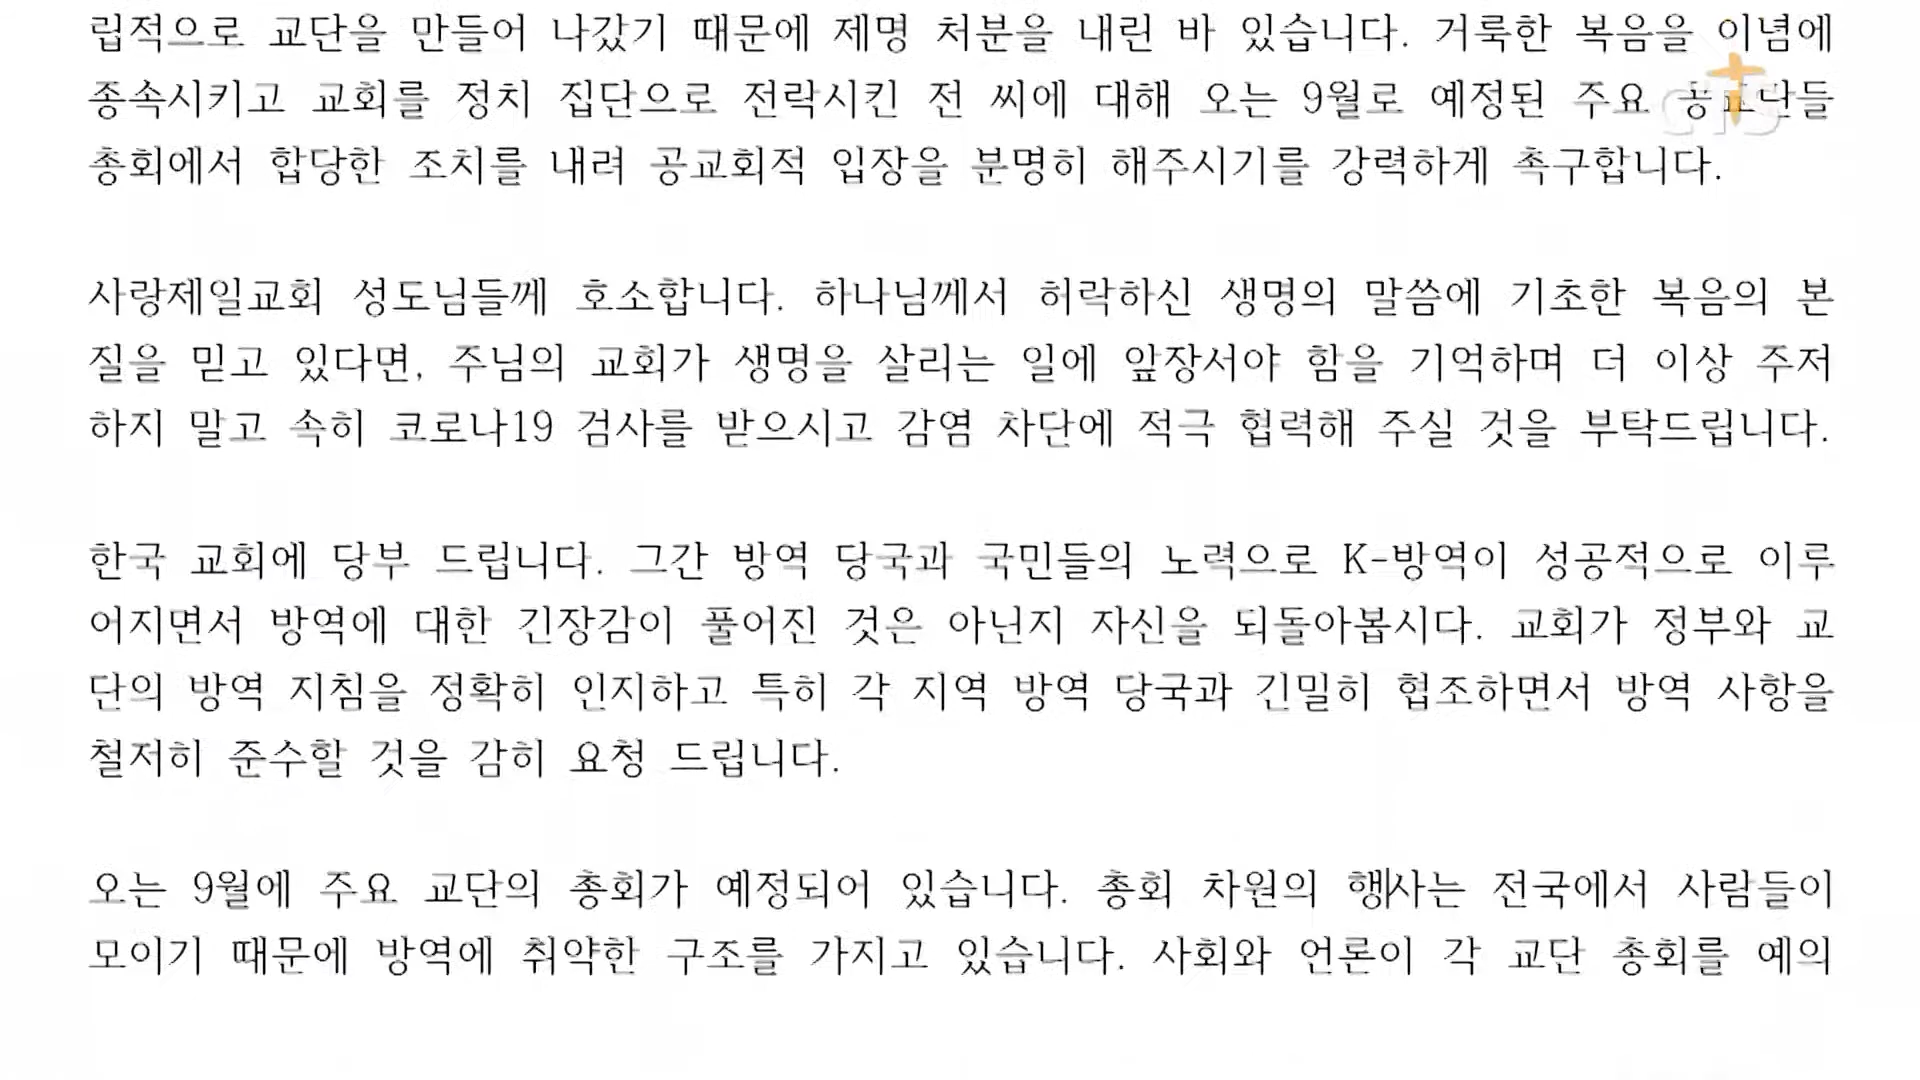 립적으로 교단을 만들어 나갔기 때문에 제명 처분을 내린 바 있습니다. 거룩한 복음을 이념에
종속시키고 교회를 정치 집단으로 전락시킨 전 씨에 대해 오는 9월로 예정된 주요 공교단들
CTS
총회에서 합당한 조치를 내려 공교회적 입장을 분명히 해주시기를 강력하게 촉구합니다.
사랑제일교회 성도님들께 호소합니다. 하나님께서 허락하신 생명의 말씀에 기초한 복음의 본
질을 믿고 있다면, 주님의 교회가 생명을 살리는 일에 앞장서야 함을 기억하며 더 이상 주저
하지 말고 속히 코로나19 검사를 받으시고 감염 차단에 적극 협력해 주실 것을 부탁드립니다.
한국 교회에 당부 드립니다. 그간 방역 당국과 국민들의 노력으로 K-방역이 성공적으로 이루
어지면서 방역에 대한 긴장감이 풀어진 것은 아닌지 자신을 되돌아봅시다. 교회가 정부와 교
단의 방역 지침을 정확히 인지하고 특히 각 지역 방역 당국과 긴밀히 협조하면서 방역 사항을
철저히 준수할 것을 감히 요청 드립니다.
오는 9월에 주요 교단의 총회가 예정되어 있습니다. 총회 차원의 행사는 전국에서 사람들이
모이기 때문에 방역에 취약한 구조를 가지고 있습니다. 사회와 언론이 각 교단 총회를 예의